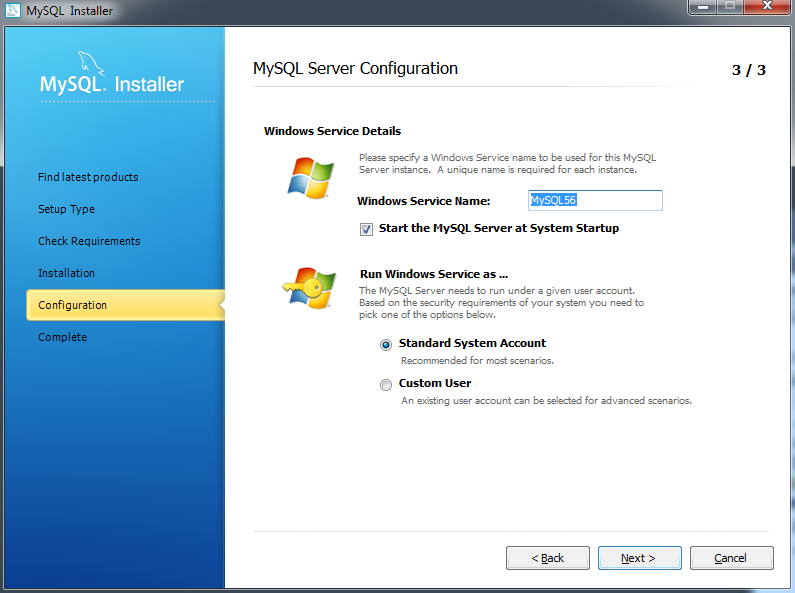 MySQL Installer
MySQL. Installer
MySQL Server Configuration
3 / 3
Find latest products
Setup Type
Check Requirements
Installation
Configuration
Complete
Windows Service Details
Please specify a Windows Service name to be used for this MySQL
Server instance. A unique name is required for each instance.
Windows Service Name:
MySQL56
Start the MySQL Server at System Startup
Run Windows Service as ...
The MySQL Server needs to run under a given user account.
Based on the security requirements of your system you need to
pick one of the options below.
Standard System Account
Recommended for most scenarios.
Custom User
An existing user account can be selected for advanced scenarios.
< Back
Next >
Cancel